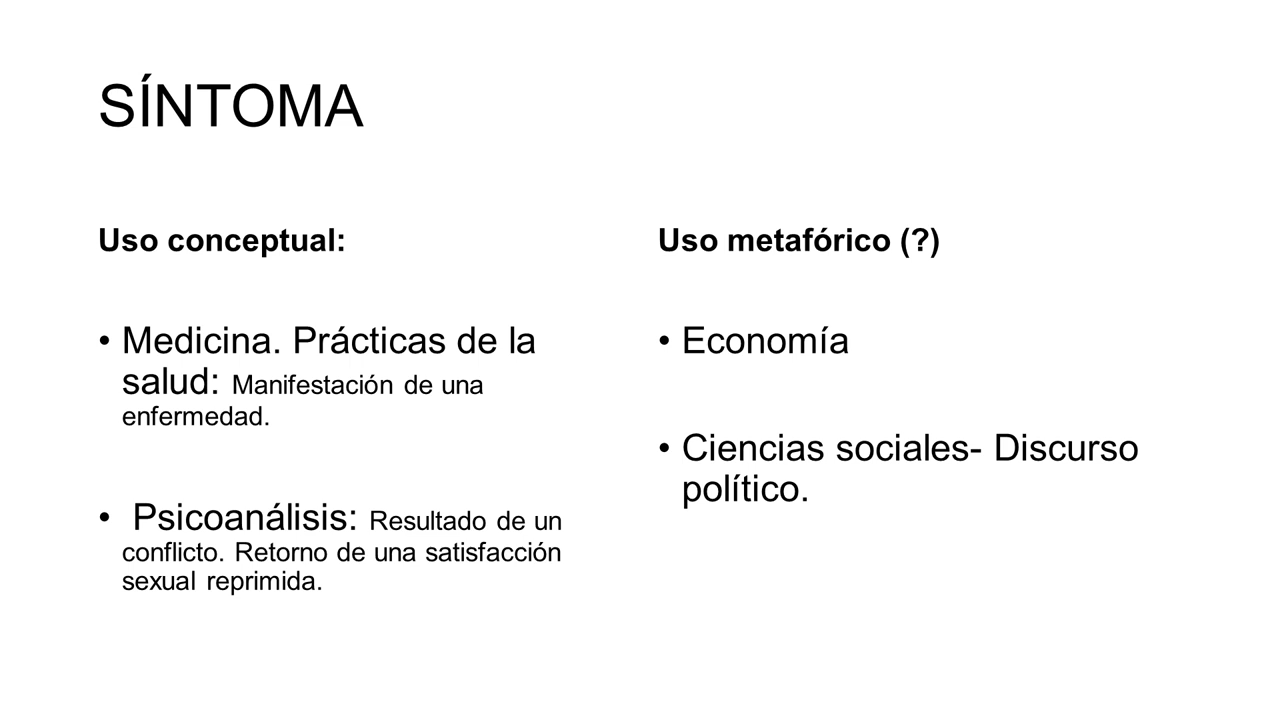 SÍNTOMA
Uso conceptual:
• Medicina. Prácticas de la
salud: Manifestación de una
enfermedad.
• Psicoanálisis: Resultado de un
conflicto. Retorno de una satisfacción
sexual reprimida.
Uso metafórico (?)
• Economía
• Ciencias sociales- Discurso
político.